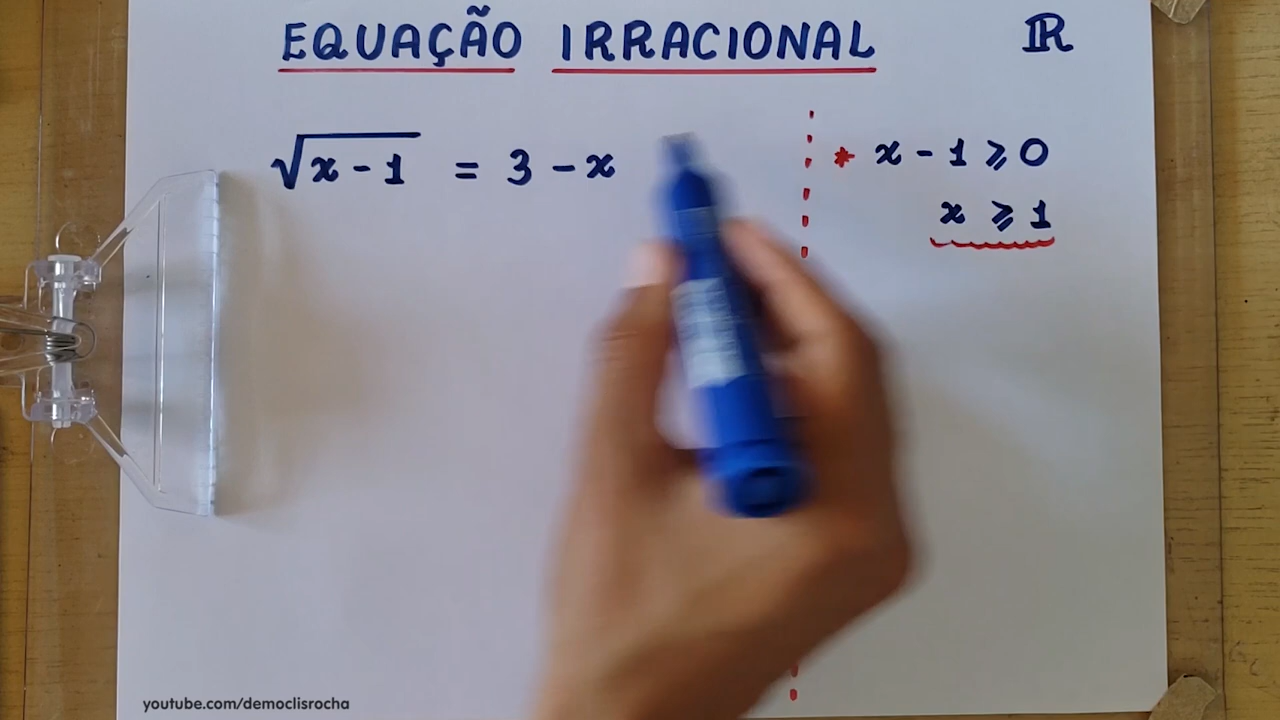 EQUAÇÃO IRRACIONAL ℝ
√(x - 1) = 3 - x
* x - 1 ⩾ 0
x ⩾ 1
youtube.com/democlisrocha